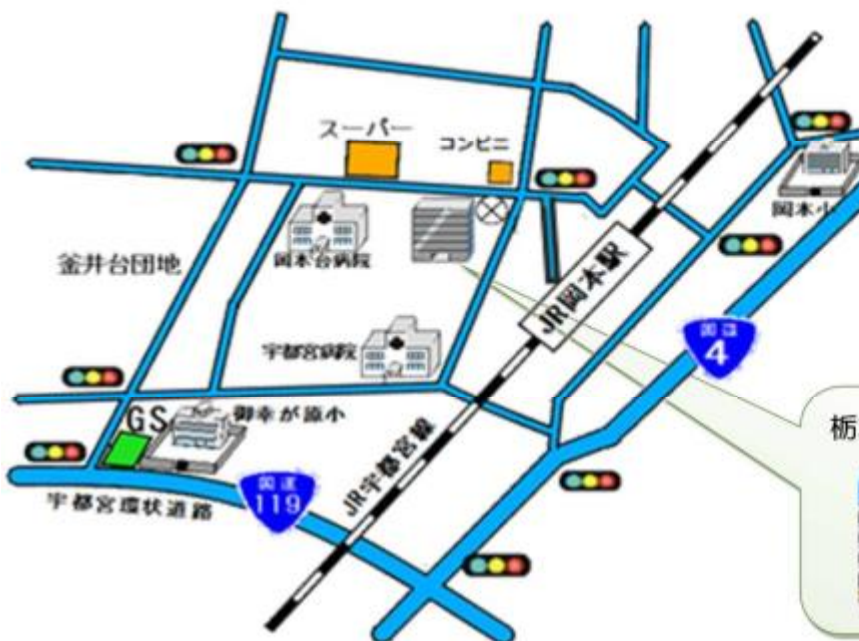 スーパー
コンビニ
岡本台病院
岡本小
釜井台団地
JR岡本駅
国道
4
宇都宮病院
GS
御幸が原小
JR宇都宮線
国道
119
宇都宮環状道路
栃